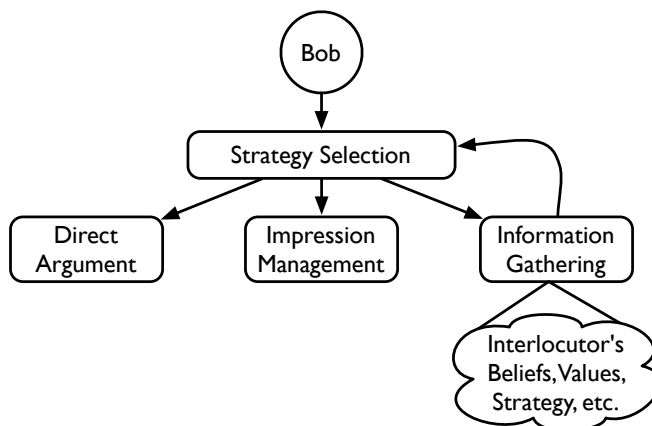 Bob
Strategy Selection
Direct
Argument
Impression
Management
Information
Gathering
Interlocutor's
Beliefs, Values,
Strategy, etc.